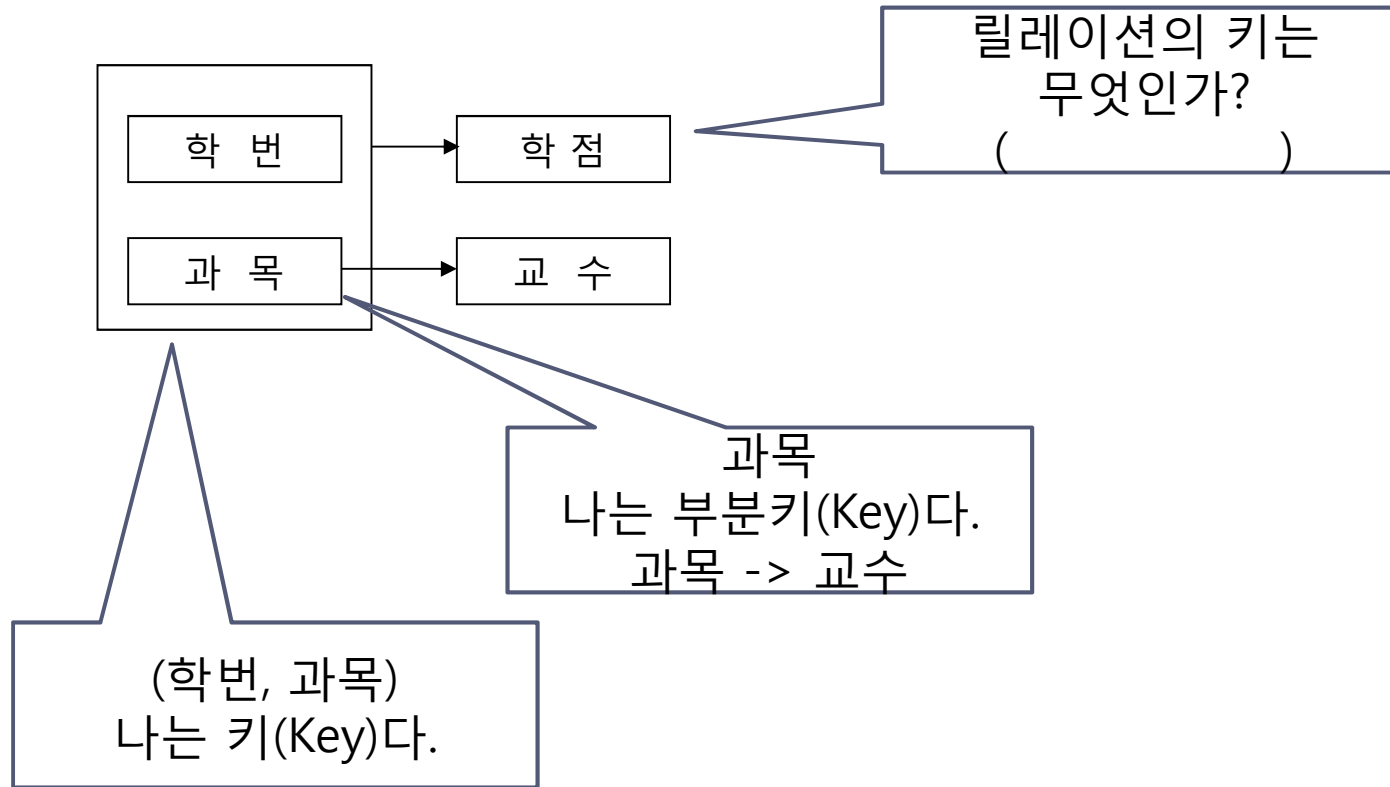 릴레이션의 키는
무엇인가?
( )
학 번
학 점
과 목
교 수
과목
나는 부분키(Key)다.
과목 -> 교수
(학번, 과목)
나는 키(Key)다.